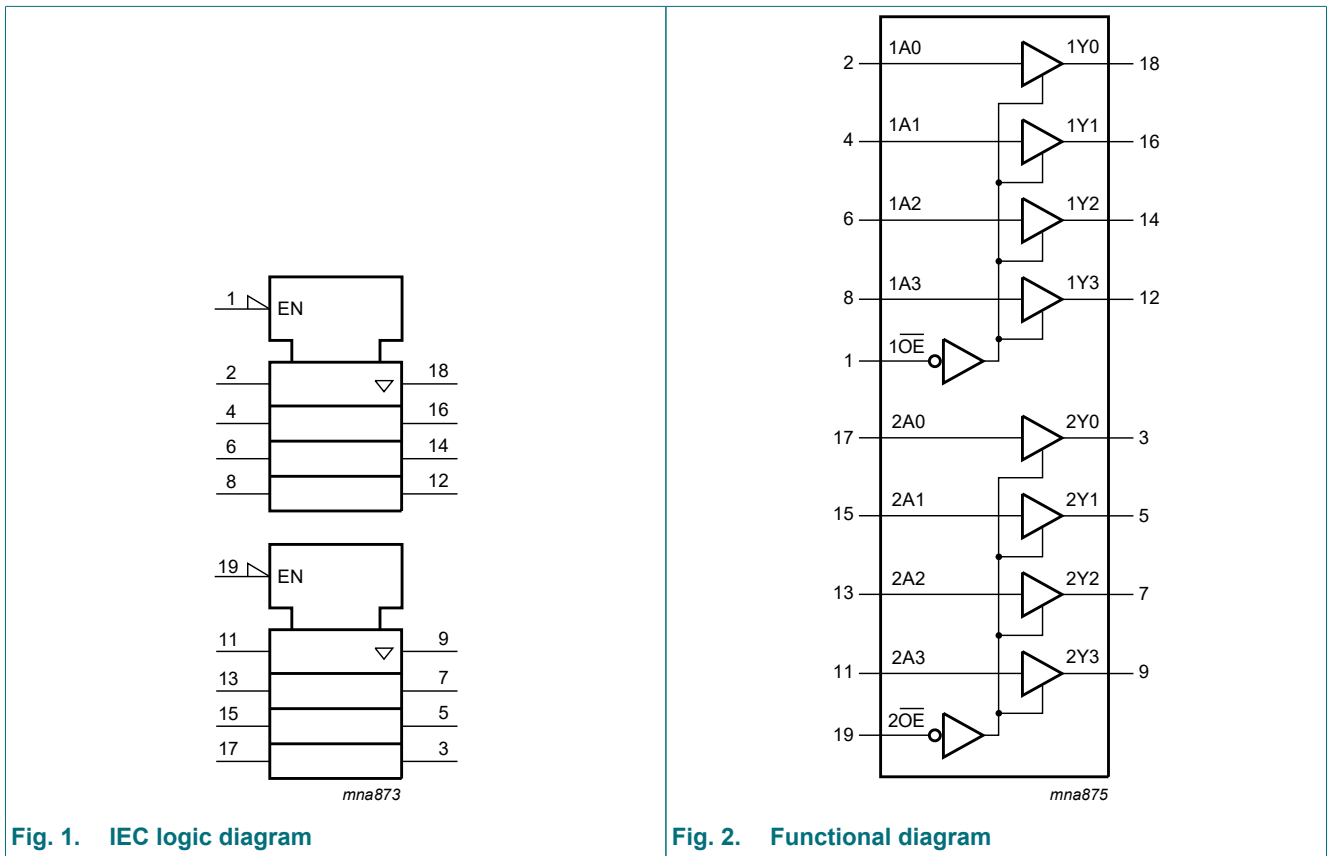 1 EN
2 18
4 16
6 14
8 12
19 EN
11 9
13 7
15 5
17 3
mna873
Fig. 1. IEC logic diagram
2 1A0 1Y0 18
4 1A1 1Y1 16
6 1A2 1Y2 14
8 1A3 1Y3 12
1 1O̅E̅
17 2A0 2Y0 3
15 2A1 2Y1 5
13 2A2 2Y2 7
11 2A3 2Y3 9
19 2O̅E̅
mna875
Fig. 2. Functional diagram